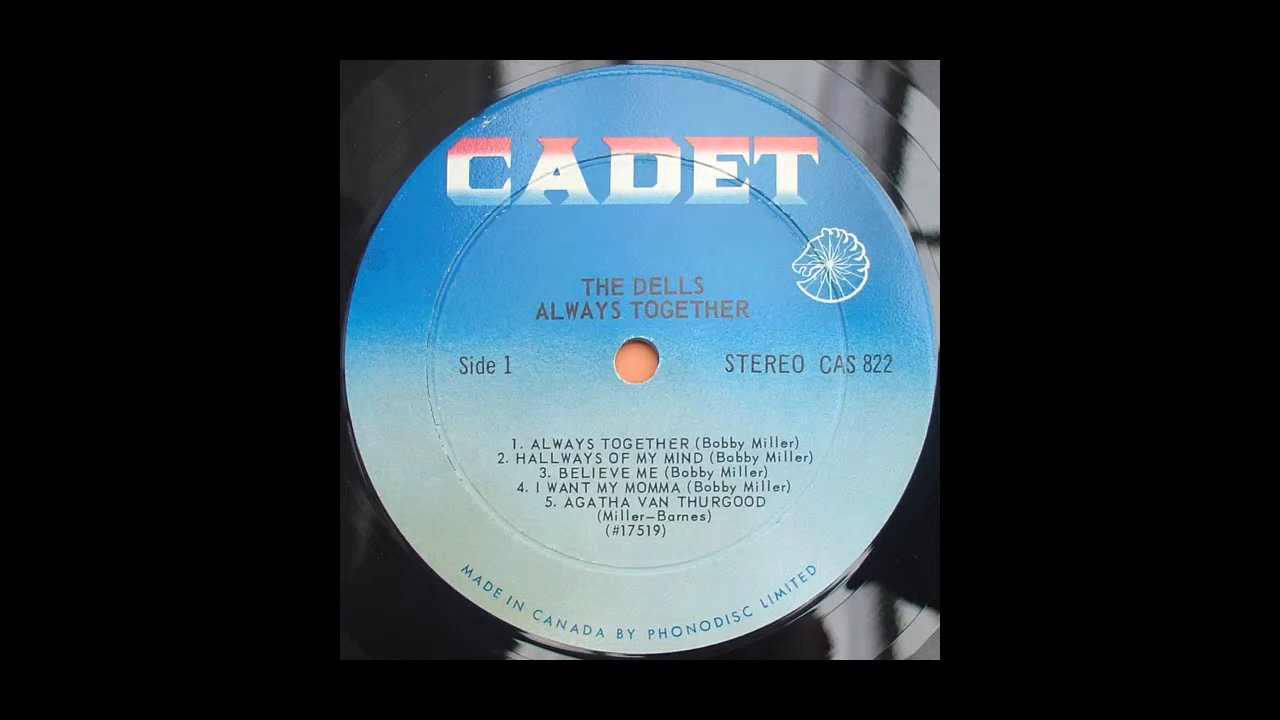 CADET
THE DELLS
ALWAYS TOGETHER
Side 1
STEREO CAS 822
1. ALWAYS TOGETHER (Bobby Miller)
2. HALLWAYS OF MY MIND (Bobby Miller)
3. BELIEVE ME (Bobby Miller)
4. I WANT MY MOMMA (Bobby Miller)
5. AGATHA VAN THURGOOD
(Miller–Barnes)
(#17519)
MADE IN CANADA BY PHONODISC LIMITED